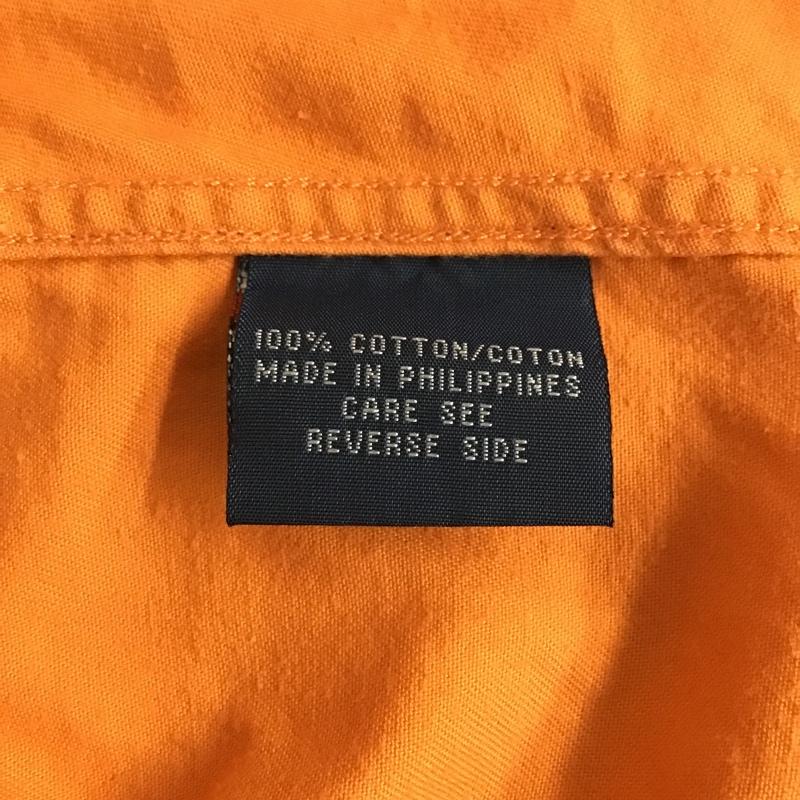 100% COTTON/COTON
MADE IN PHILIPPINES
CARE SEE
REVERSE SIDE